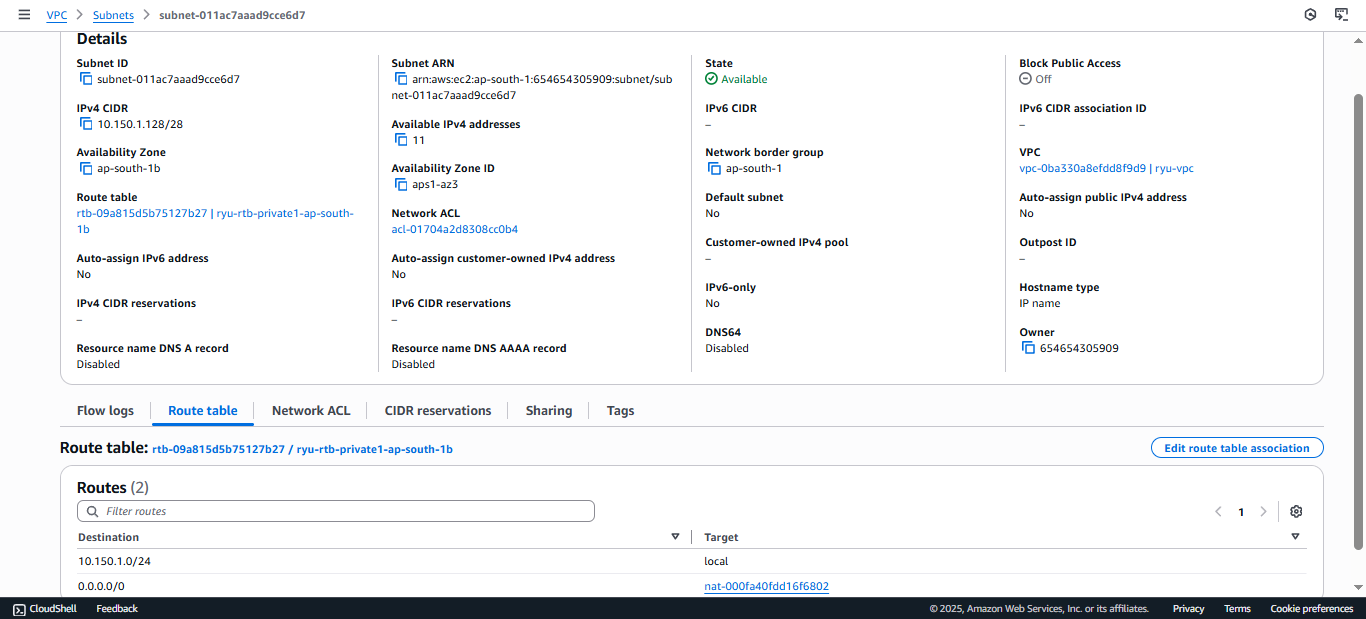 VPC > Subnets > subnet-011ac7aaad9cce6d7
Details
Subnet ID
subnet-011ac7aaad9cce6d7
IPv4 CIDR
10.150.1.128/28
Availability Zone
ap-south-1b
Route table
rtb-09a815d5b75127b27 | ryu-rtb-private1-ap-south-
1b
Auto-assign IPv6 address
No
IPv4 CIDR reservations
–
Resource name DNS A record
Disabled
Subnet ARN
arn:aws:ec2:ap-south-1:654654305909:subnet/sub
net-011ac7aaad9cce6d7
Available IPv4 addresses
11
Availability Zone ID
aps1-az3
Network ACL
acl-01704a2d8308cc0b4
Auto-assign customer-owned IPv4 address
No
IPv6 CIDR reservations
–
Resource name DNS AAAA record
Disabled
State
Available
IPv6 CIDR
–
Network border group
ap-south-1
Default subnet
No
Customer-owned IPv4 pool
–
IPv6-only
No
DNS64
Disabled
Block Public Access
Off
IPv6 CIDR association ID
–
VPC
vpc-0ba330a8efdd8f9d9 | ryu-vpc
Auto-assign public IPv4 address
No
Outpost ID
–
Hostname type
IP name
Owner
654654305909
Flow logs Route table Network ACL CIDR reservations Sharing Tags
Route table: rtb-09a815d5b75127b27 / ryu-rtb-private1-ap-south-1b
Edit route table association
Routes (2)
Filter routes
1
Destination Target
10.150.1.0/24 local
0.0.0.0/0 nat-000fa40fdd16f6802
CloudShell Feedback © 2025, Amazon Web Services, Inc. or its affiliates. Privacy Terms Cookie preferences